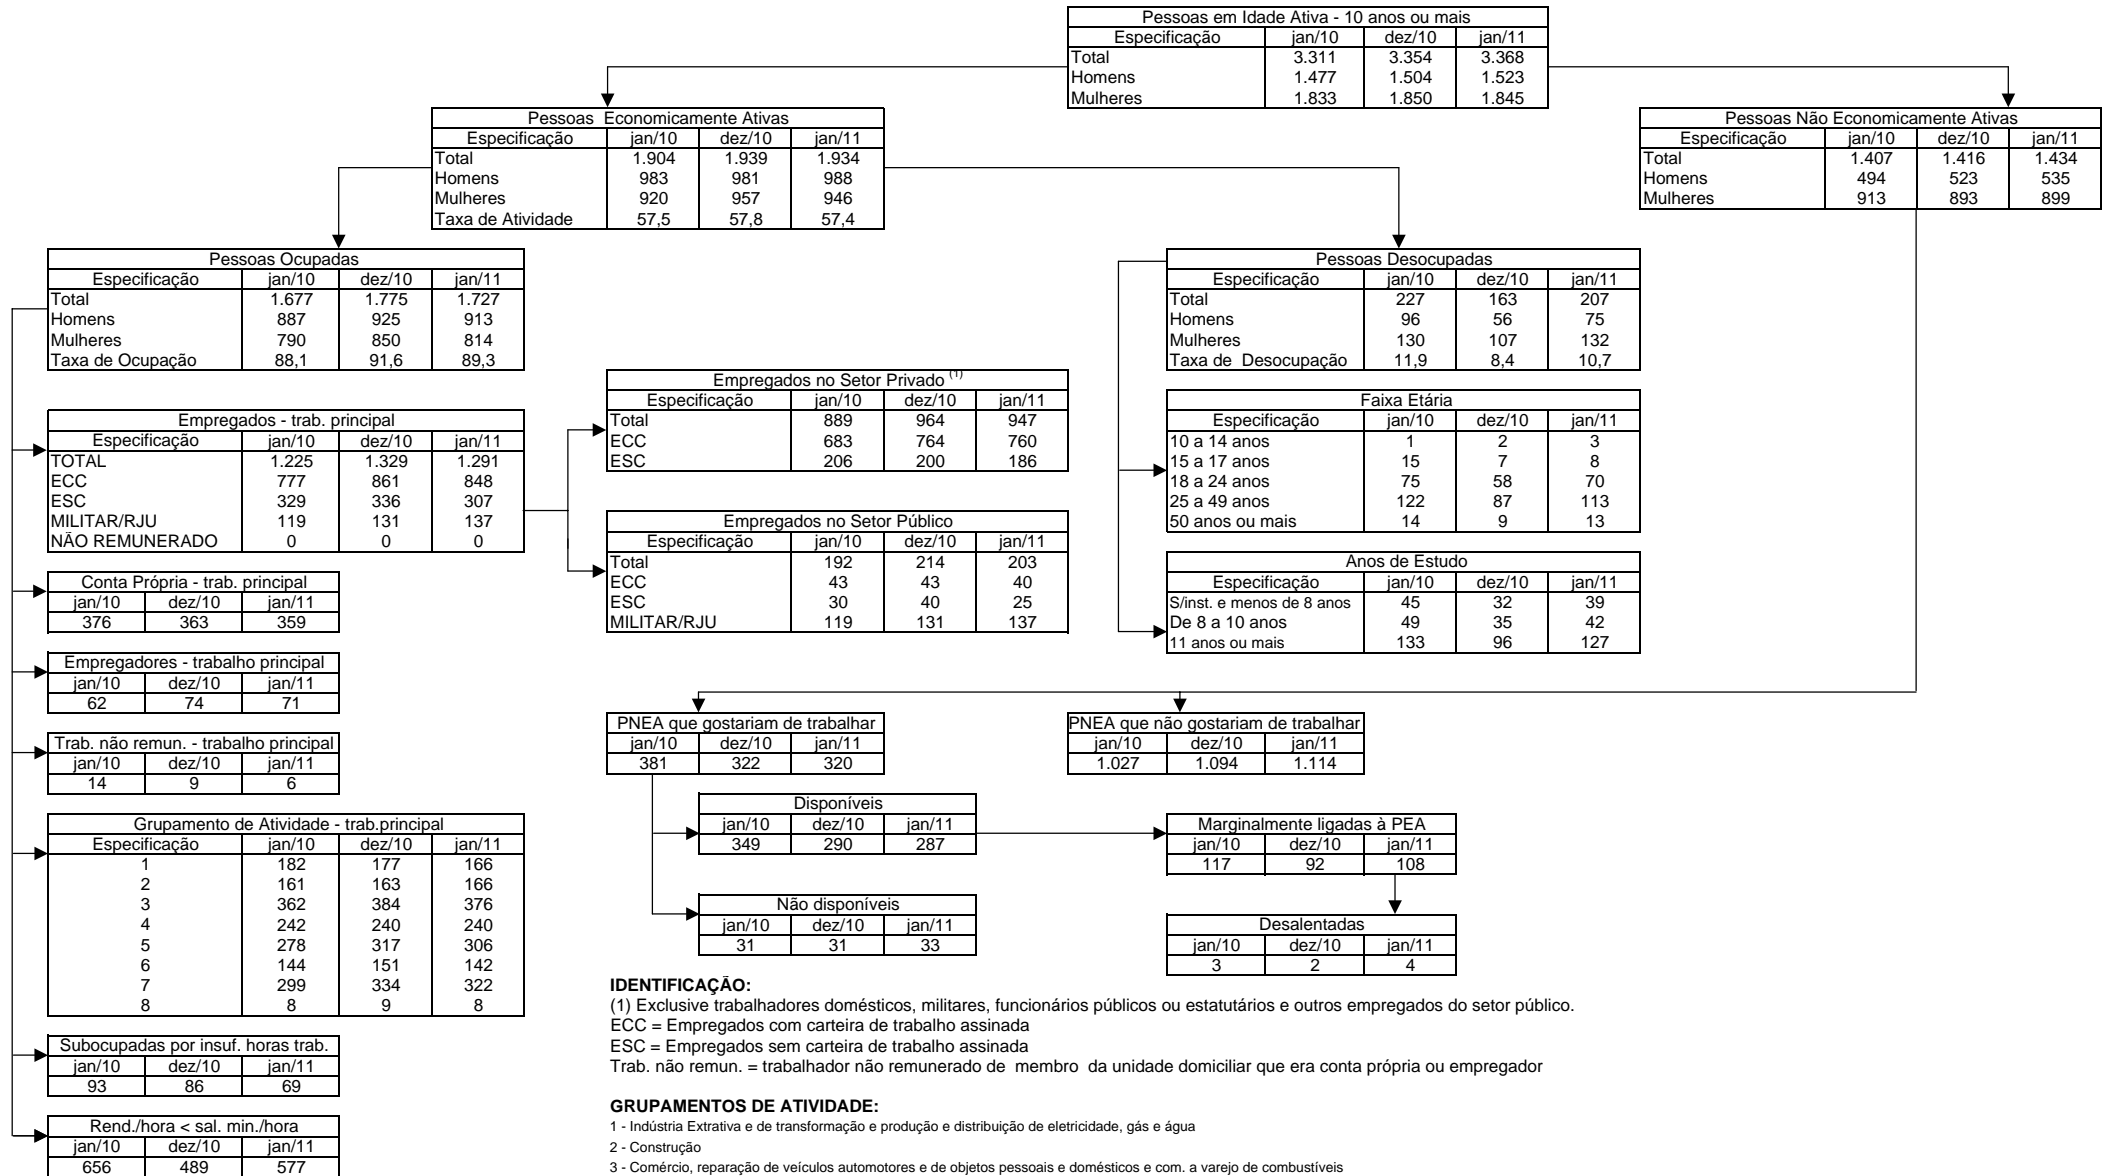 Pessoas em Idade Ativa - 10 anos ou mais
Especificação jan/10 dez/10 jan/11
Total 3.311 3.354 3.368
Homens 1.477 1.504 1.523
Mulheres 1.833 1.850 1.845
Pessoas Economicamente Ativas
Especificação jan/10 dez/10 jan/11
Total 1.904 1.939 1.934
Homens 983 981 988
Mulheres 920 957 946
Taxa de Atividade 57,5 57,8 57,4
Pessoas Não Economicamente Ativas
Especificação jan/10 dez/10 jan/11
Total 1.407 1.416 1.434
Homens 494 523 535
Mulheres 913 893 899
Pessoas Ocupadas
Especificação jan/10 dez/10 jan/11
Total 1.677 1.775 1.727
Homens 887 925 913
Mulheres 790 850 814
Taxa de Ocupação 88,1 91,6 89,3
Pessoas Desocupadas
Especificação jan/10 dez/10 jan/11
Total 227 163 207
Homens 96 56 75
Mulheres 130 107 132
Taxa de Desocupação 11,9 8,4 10,7
Empregados - trab. principal
Especificação jan/10 dez/10 jan/11
TOTAL 1.225 1.329 1.291
ECC 777 861 848
ESC 329 336 307
MILITAR/RJU 119 131 137
NÃO REMUNERADO 0 0 0
Empregados no Setor Privado (1)
Especificação jan/10 dez/10 jan/11
Total 889 964 947
ECC 683 764 760
ESC 206 200 186
Empregados no Setor Público
Especificação jan/10 dez/10 jan/11
Total 192 214 203
ECC 43 43 40
ESC 30 40 25
MILITAR/RJU 119 131 137
Faixa Etária
Especificação jan/10 dez/10 jan/11
10 a 14 anos 1 2 3
15 a 17 anos 15 7 8
18 a 24 anos 75 58 70
25 a 49 anos 122 87 113
50 anos ou mais 14 9 13
Anos de Estudo
Especificação jan/10 dez/10 jan/11
S/inst. e menos de 8 anos 45 32 39
De 8 a 10 anos 49 35 42
11 anos ou mais 133 96 127
Conta Própria - trab. principal
jan/10 dez/10 jan/11
376 363 359
Empregadores - trabalho principal
jan/10 dez/10 jan/11
62 74 71
Trab. não remun. - trabalho principal
jan/10 dez/10 jan/11
14 9 6
PNEA que gostariam de trabalhar
jan/10 dez/10 jan/11
381 322 320
PNEA que não gostariam de trabalhar
jan/10 dez/10 jan/11
1.027 1.094 1.114
Disponíveis
jan/10 dez/10 jan/11
349 290 287
Marginalmente ligadas à PEA
jan/10 dez/10 jan/11
117 92 108
Não disponíveis
jan/10 dez/10 jan/11
31 31 33
Desalentadas
jan/10 dez/10 jan/11
3 2 4
Grupamento de Atividade - trab.principal
Especificação jan/10 dez/10 jan/11
1 182 177 166
2 161 163 166
3 362 384 376
4 242 240 240
5 278 317 306
6 144 151 142
7 299 334 322
8 8 9 8
Subocupadas por insuf. horas trab.
jan/10 dez/10 jan/11
93 86 69
Rend./hora < sal. min./hora
jan/10 dez/10 jan/11
656 489 577
IDENTIFICAÇÃO:
(1) Exclusive trabalhadores domésticos, militares, funcionários públicos ou estatutários e outros empregados do setor público.
ECC = Empregados com carteira de trabalho assinada
ESC = Empregados sem carteira de trabalho assinada
Trab. não remun. = trabalhador não remunerado de membro da unidade domiciliar que era conta própria ou empregador
GRUPAMENTOS DE ATIVIDADE:
1 - Indústria Extrativa e de transformação e produção e distribuição de eletricidade, gás e água
2 - Construção
3 - Comércio, reparação de veículos automotores e de objetos pessoais e domésticos e com. a varejo de combustíveis